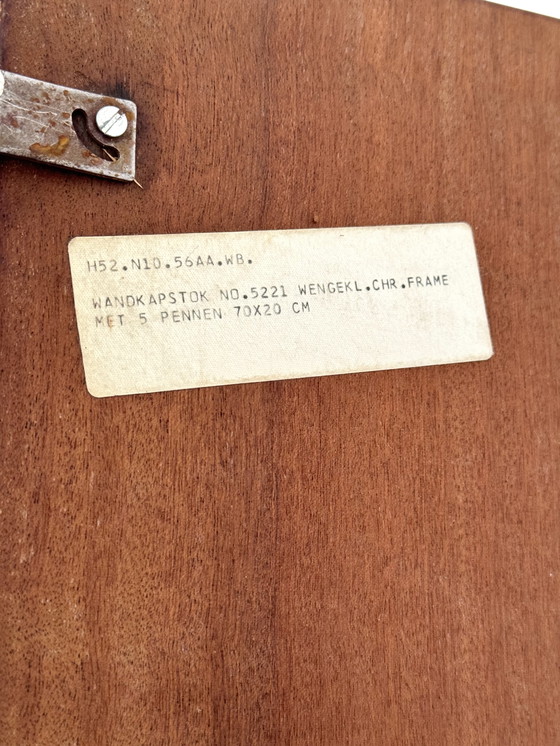 H52.N10.56AA.WB.
WANDKAPSTOK NO.5221 WENGEKL.CHR.FRAME
MET 5 PENNEN 70X20 CM